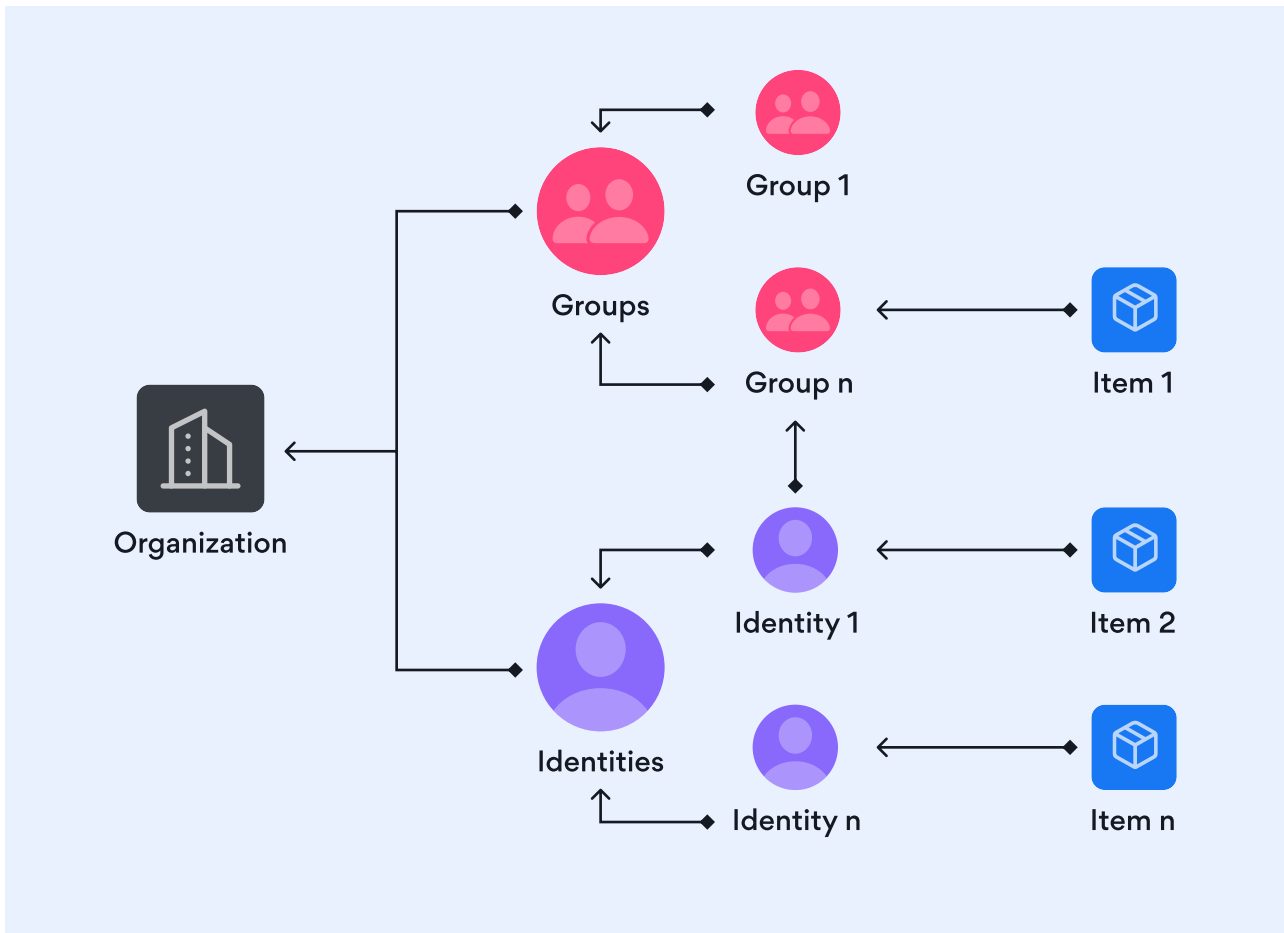 Group 1
Groups
Group n
Item 1
Organization
Identity 1
Item 2
Identities
Identity n
Item n